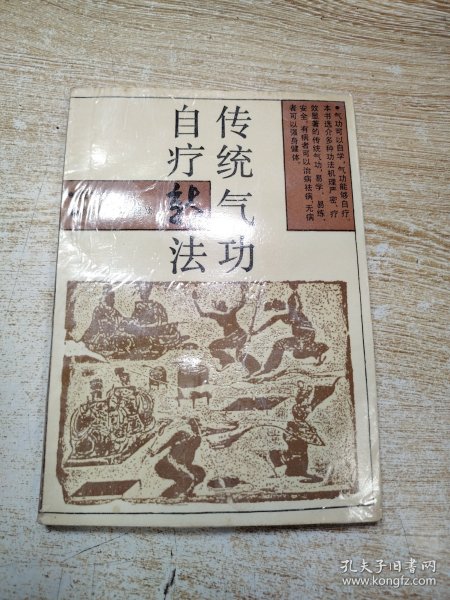 传统气功
自疗新法
●气功可以自学，气功能够自疗，
本书选介多种功法机理严密、疗
效显著的传统气功，易学、易练、
安全，有病者可以治病祛病，无病
者可以强身健体。
孔夫子旧书网
www.kongfz.com